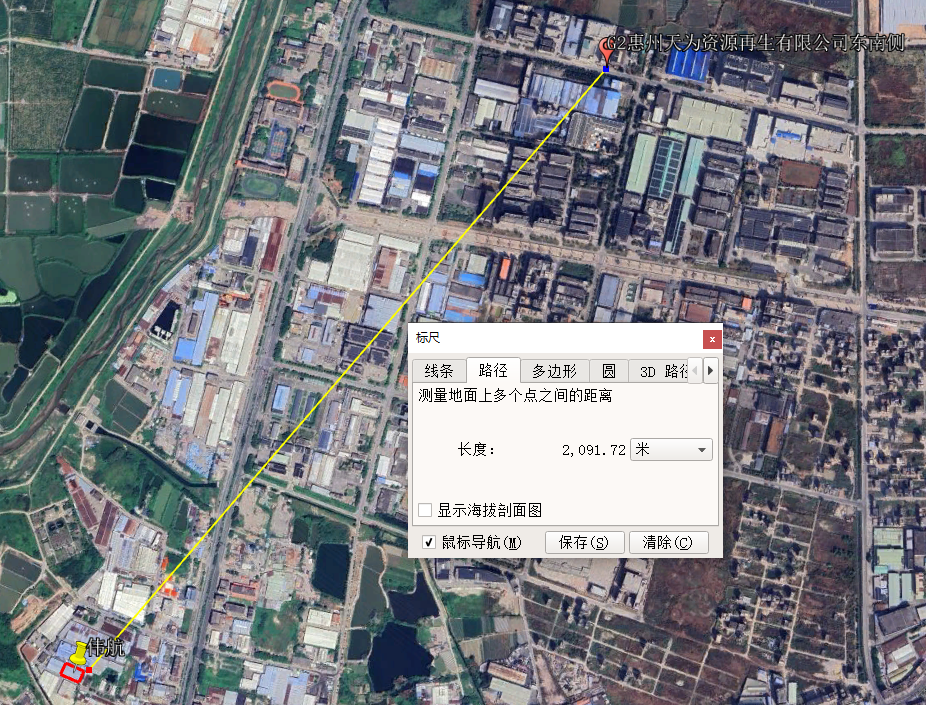 G2惠州天为资源再生有限公司东南侧
标尺
x
线条 路径 多边形 圆 3D 路径
测量地面上多个点之间的距离
长度： 2,091.72 米
显示海拔剖面图
鼠标导航(M) 保存(S) 清除(C)
伟航